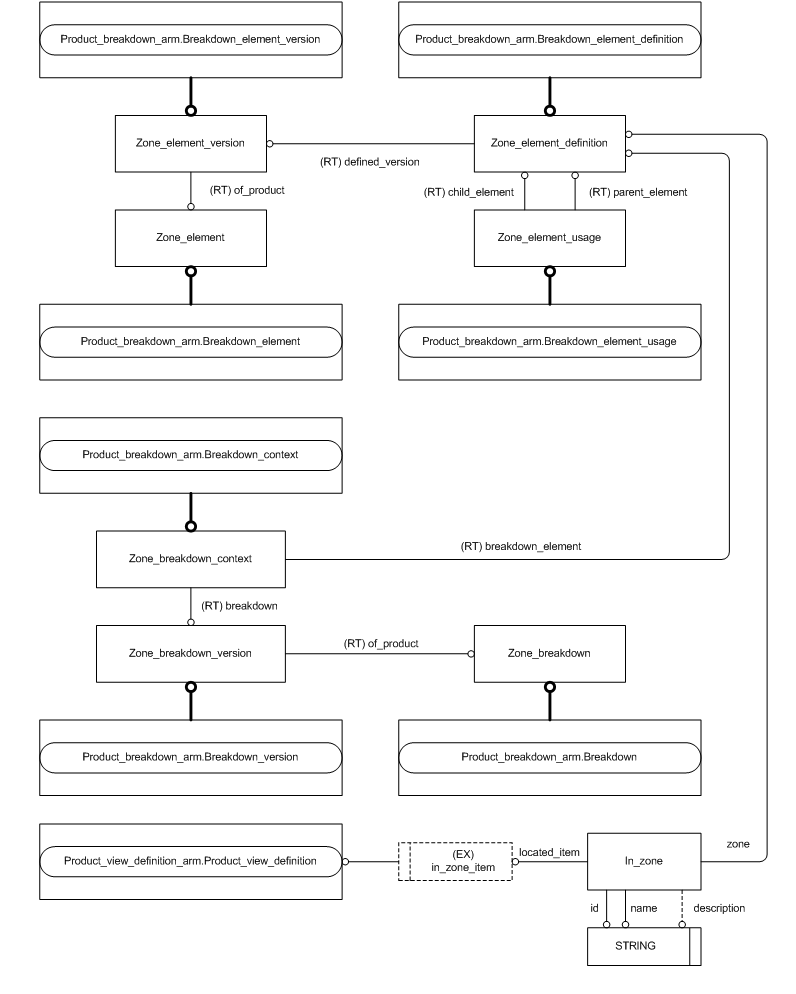 Product_breakdown_arm.Breakdown_element_version
Product_breakdown_arm.Breakdown_element_definition
Zone_element_version
Zone_element_definition
(RT) defined_version
(RT) of_product
(RT) child_element
(RT) parent_element
Zone_element
Zone_element_usage
Product_breakdown_arm.Breakdown_element
Product_breakdown_arm.Breakdown_element_usage
Product_breakdown_arm.Breakdown_context
Zone_breakdown_context
(RT) breakdown_element
(RT) breakdown
Zone_breakdown_version
(RT) of_product
Zone_breakdown
Product_breakdown_arm.Breakdown_version
Product_breakdown_arm.Breakdown
Product_view_definition_arm.Product_view_definition
(EX)
in_zone_item
located_item
In_zone
zone
id
name
description
STRING